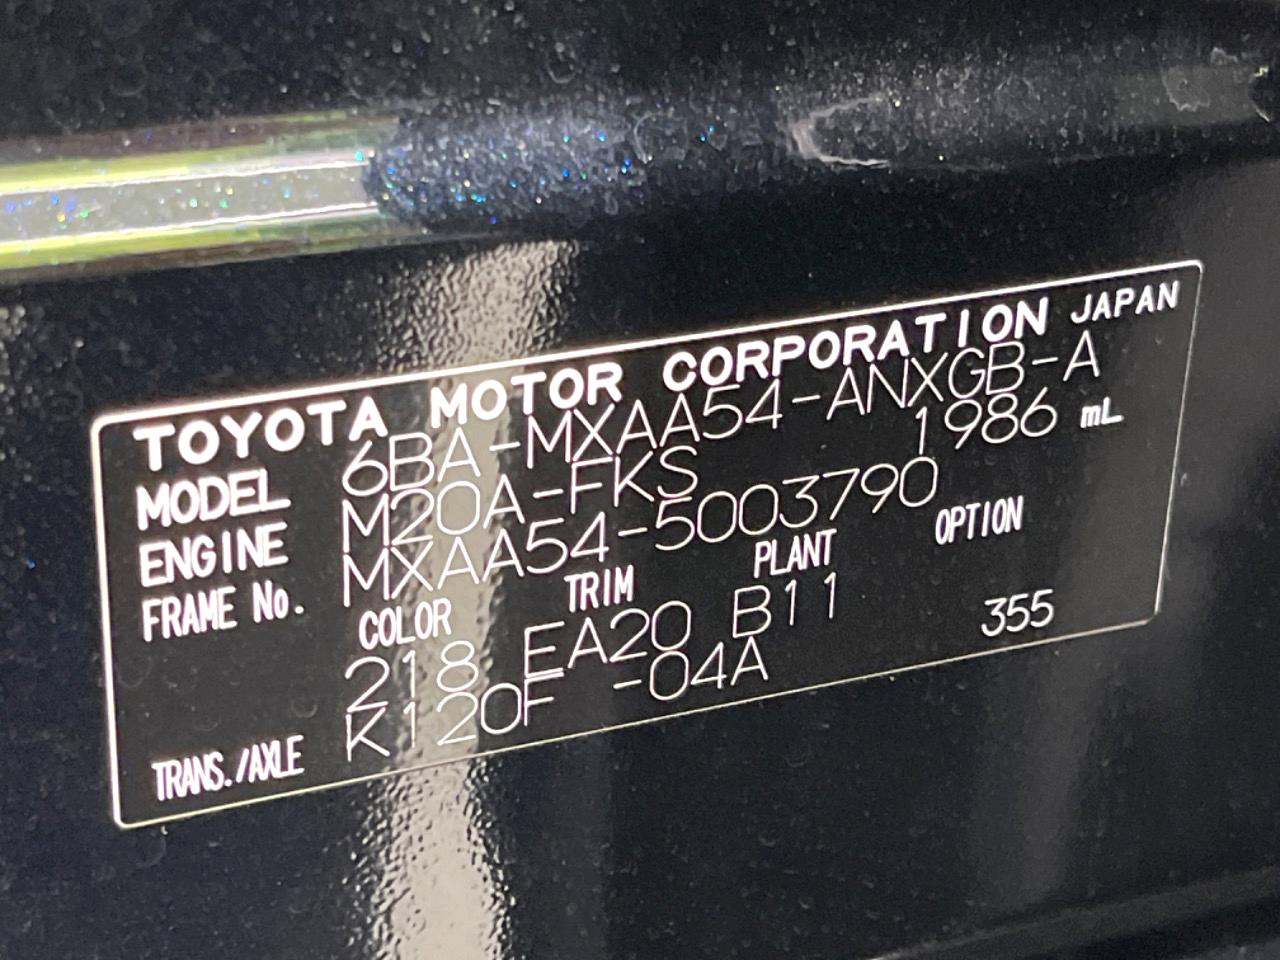 TOYOTA MOTOR CORPORATION JAPAN
MODEL 6BA-MXAA54-ANXGB-A
ENGINE M20A-FKS 1986 mL
FRAME No. MXAA54-5003790
COLOR TRIM PLANT OPTION
218 EA20 B11 355
TRANS./AXLE K120F -04A